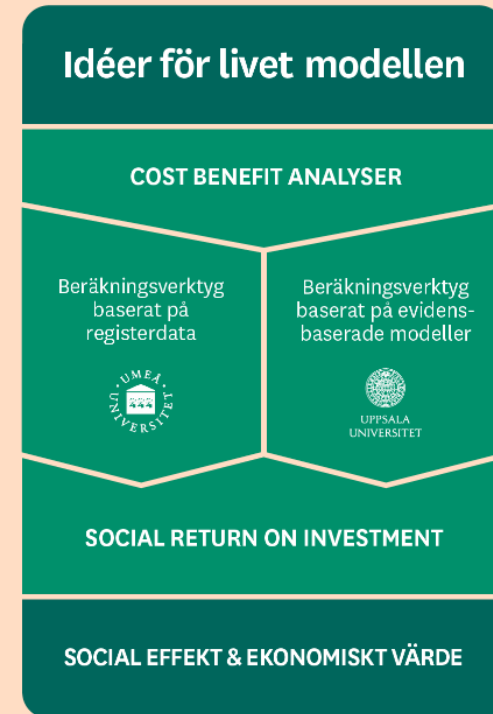 Idéer för livet modellen
COST BENEFIT ANALYSER
Beräkningsverktyg
baserat på
registerdata
UMEÅ
UNIVERSITET
Beräkningsverktyg
baserat på evidens-
baserade modeller
UPPSALA
UNIVERSITET
SOCIAL RETURN ON INVESTMENT
SOCIAL EFFEKT & EKONOMISKT VÄRDE